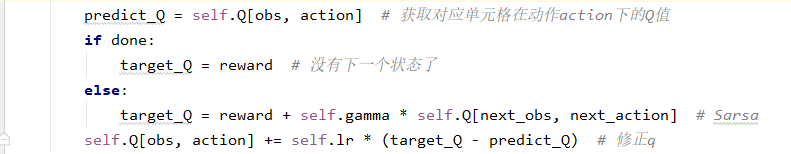 predict_Q = self.Q[obs, action]  # 获取对应单元格在动作action下的Q值
if done:
    target_Q = reward  # 没有下一个状态了
else:
    target_Q = reward + self.gamma * self.Q[next_obs, next_action]  # Sarsa
self.Q[obs, action] += self.lr * (target_Q - predict_Q)  # 修正q